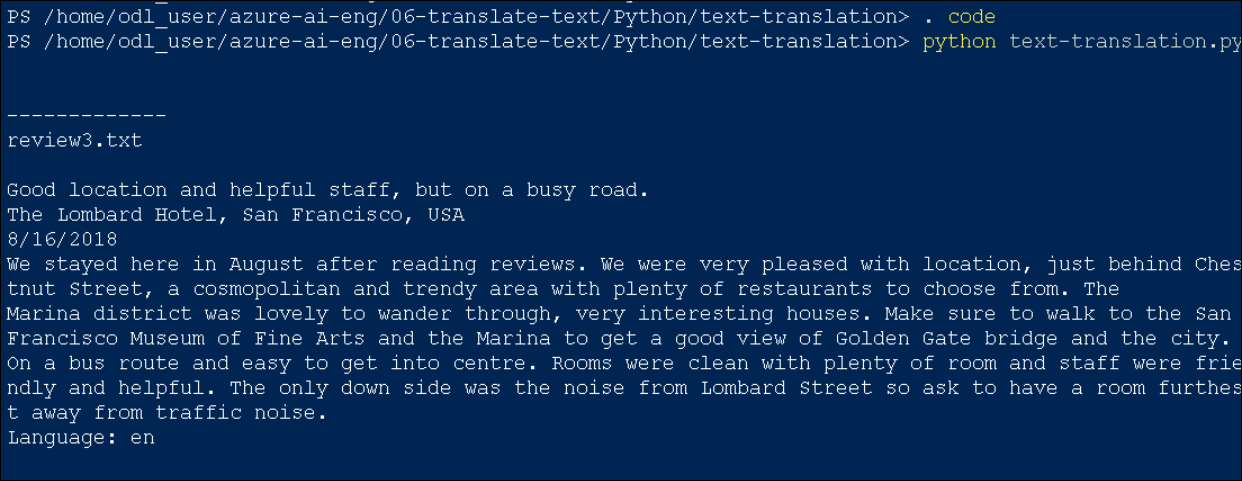 PS /home/odl_user/azure-ai-eng/06-translate-text/Python/text-translation> . code
PS /home/odl_user/azure-ai-eng/06-translate-text/Python/text-translation> python text-translation.py
-------------
review3.txt
Good location and helpful staff, but on a busy road.
The Lombard Hotel, San Francisco, USA
8/16/2018
We stayed here in August after reading reviews. We were very pleased with location, just behind Ches
tnut Street, a cosmopolitan and trendy area with plenty of restaurants to choose from. The
Marina district was lovely to wander through, very interesting houses. Make sure to walk to the San
Francisco Museum of Fine Arts and the Marina to get a good view of Golden Gate bridge and the city.
On a bus route and easy to get into centre. Rooms were clean with plenty of room and staff were frie
ndly and helpful. The only down side was the noise from Lombard Street so ask to have a room furthes
t away from traffic noise.
Language: en